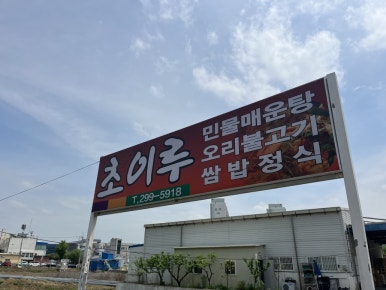 초이루
T.299-5918
민물매운탕
오리불고기
쌈밥정식